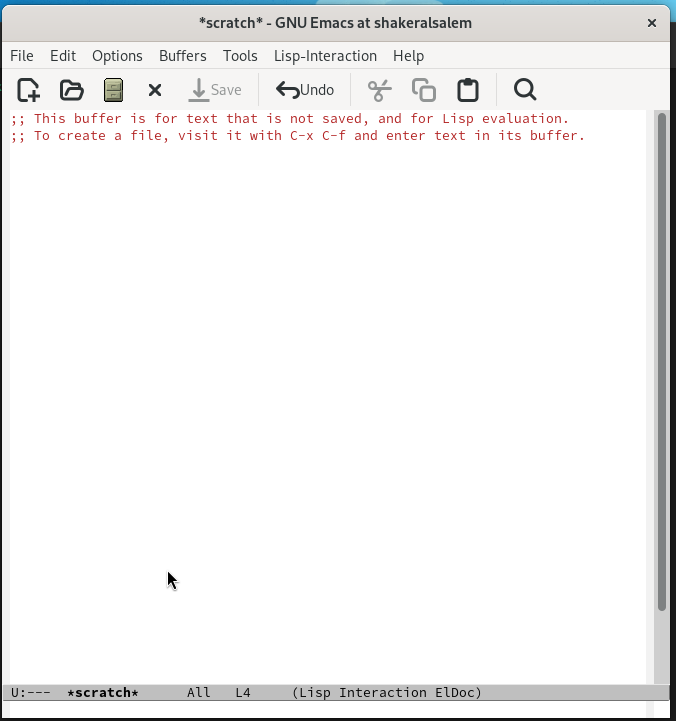 *scratch* - GNU Emacs at shakeralsalem
File Edit Options Buffers Tools Lisp-Interaction Help
Save Undo
;; This buffer is for text that is not saved, and for Lisp evaluation.
;; To create a file, visit it with C-x C-f and enter text in its buffer.
U:--- *scratch* All L4 (Lisp Interaction ElDoc)